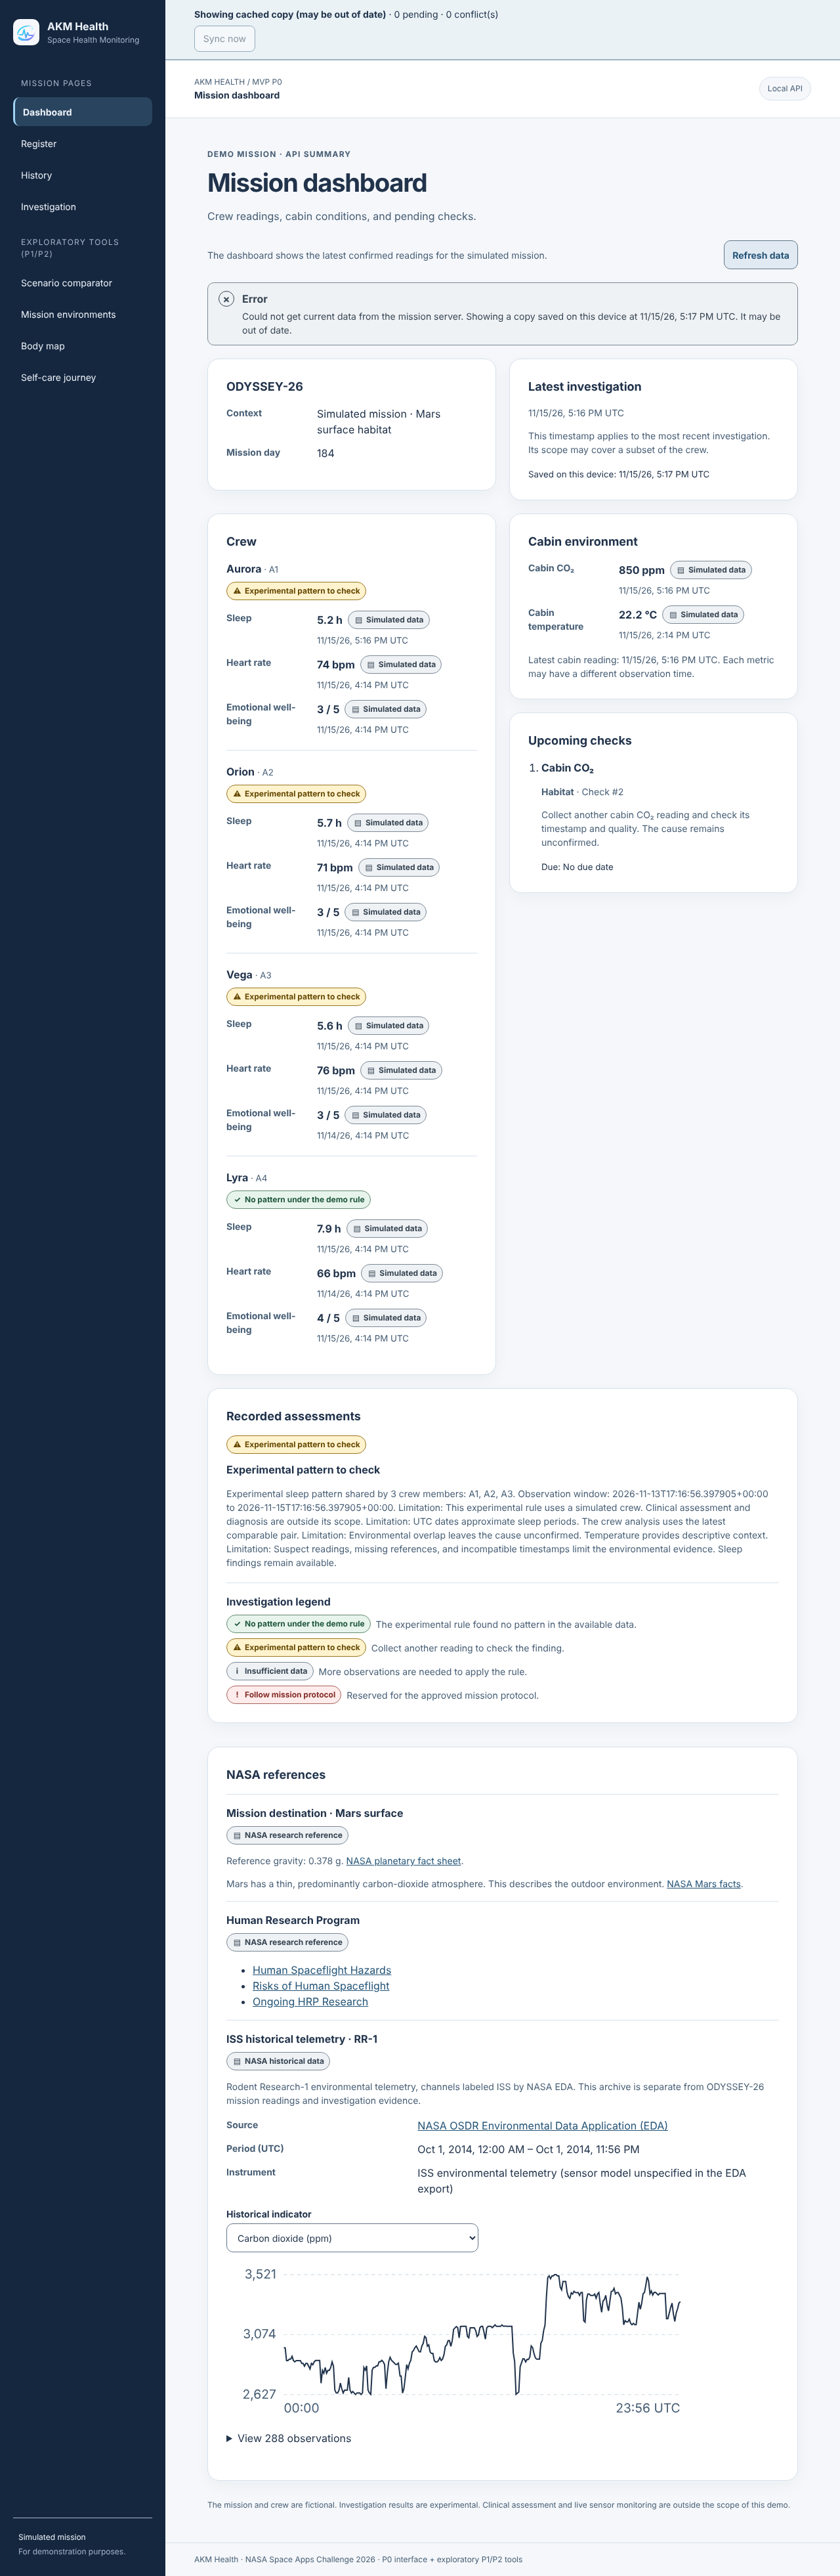 AKM Health
Space Health Monitoring
MISSION PAGES
Dashboard
Register
History
Investigation
EXPLORATORY TOOLS
(P1/P2)
Scenario comparator
Mission environments
Body map
Self-care journey
Simulated mission
For demonstration purposes.
Showing cached copy (may be out of date) · 0 pending · 0 conflict(s)
Sync now
AKM HEALTH / MVP P0
Mission dashboard
Local API
DEMO MISSION · API SUMMARY
Mission dashboard
Crew readings, cabin conditions, and pending checks.
The dashboard shows the latest confirmed readings for the simulated mission.
Refresh data
Error
Could not get current data from the mission server. Showing a copy saved on this device at 11/15/26, 5:17 PM UTC. It may be
out of date.
ODYSSEY-26
Context
Simulated mission · Mars
surface habitat
Mission day
184
Latest investigation
11/15/26, 5:16 PM UTC
This timestamp applies to the most recent investigation.
Its scope may cover a subset of the crew.
Saved on this device: 11/15/26, 5:17 PM UTC
Crew
Aurora · A1
Experimental pattern to check
Sleep
5.2 h Simulated data
11/15/26, 5:16 PM UTC
Heart rate
74 bpm Simulated data
11/15/26, 4:14 PM UTC
Emotional well-
being
3 / 5 Simulated data
11/15/26, 4:14 PM UTC
Orion · A2
Experimental pattern to check
Sleep
5.7 h Simulated data
11/15/26, 4:14 PM UTC
Heart rate
71 bpm Simulated data
11/15/26, 4:14 PM UTC
Emotional well-
being
3 / 5 Simulated data
11/15/26, 4:14 PM UTC
Vega · A3
Experimental pattern to check
Sleep
5.6 h Simulated data
11/15/26, 4:14 PM UTC
Heart rate
76 bpm Simulated data
11/15/26, 4:14 PM UTC
Emotional well-
being
3 / 5 Simulated data
11/14/26, 4:14 PM UTC
Lyra · A4
No pattern under the demo rule
Sleep
7.9 h Simulated data
11/15/26, 4:14 PM UTC
Heart rate
66 bpm Simulated data
11/14/26, 4:14 PM UTC
Emotional well-
being
4 / 5 Simulated data
11/15/26, 4:14 PM UTC
Cabin environment
Cabin CO₂
850 ppm Simulated data
11/15/26, 5:16 PM UTC
Cabin
temperature
22.2 °C Simulated data
11/15/26, 2:14 PM UTC
Latest cabin reading: 11/15/26, 5:16 PM UTC. Each metric
may have a different observation time.
Upcoming checks
1. Cabin CO₂
Habitat · Check #2
Collect another cabin CO₂ reading and check its
timestamp and quality. The cause remains
unconfirmed.
Due: No due date
Recorded assessments
Experimental pattern to check
Experimental pattern to check
Experimental sleep pattern shared by 3 crew members: A1, A2, A3. Observation window: 2026-11-13T17:16:56.397905+00:00
to 2026-11-15T17:16:56.397905+00:00. Limitation: This experimental rule uses a simulated crew. Clinical assessment and
diagnosis are outside its scope. Limitation: UTC dates approximate sleep periods. The crew analysis uses the latest
comparable pair. Limitation: Environmental overlap leaves the cause unconfirmed. Temperature provides descriptive context.
Limitation: Suspect readings, missing references, and incompatible timestamps limit the environmental evidence. Sleep
findings remain available.
Investigation legend
No pattern under the demo rule The experimental rule found no pattern in the available data.
Experimental pattern to check Collect another reading to check the finding.
i Insufficient data More observations are needed to apply the rule.
! Follow mission protocol Reserved for the approved mission protocol.
NASA references
Mission destination · Mars surface
NASA research reference
Reference gravity: 0.378 g. NASA planetary fact sheet.
Mars has a thin, predominantly carbon-dioxide atmosphere. This describes the outdoor environment. NASA Mars facts.
Human Research Program
NASA research reference
• Human Spaceflight Hazards
• Risks of Human Spaceflight
• Ongoing HRP Research
ISS historical telemetry · RR-1
NASA historical data
Rodent Research-1 environmental telemetry, channels labeled ISS by NASA EDA. This archive is separate from ODYSSEY-26
mission readings and investigation evidence.
Source
NASA OSDR Environmental Data Application (EDA)
Period (UTC)
Oct 1, 2014, 12:00 AM – Oct 1, 2014, 11:56 PM
Instrument
ISS environmental telemetry (sensor model unspecified in the EDA
export)
Historical indicator
Carbon dioxide (ppm)
3,521
3,074
2,627
00:00
23:56 UTC
View 288 observations
The mission and crew are fictional. Investigation results are experimental. Clinical assessment and live sensor monitoring are outside the scope of this demo.
AKM Health · NASA Space Apps Challenge 2026 · P0 interface + exploratory P1/P2 tools